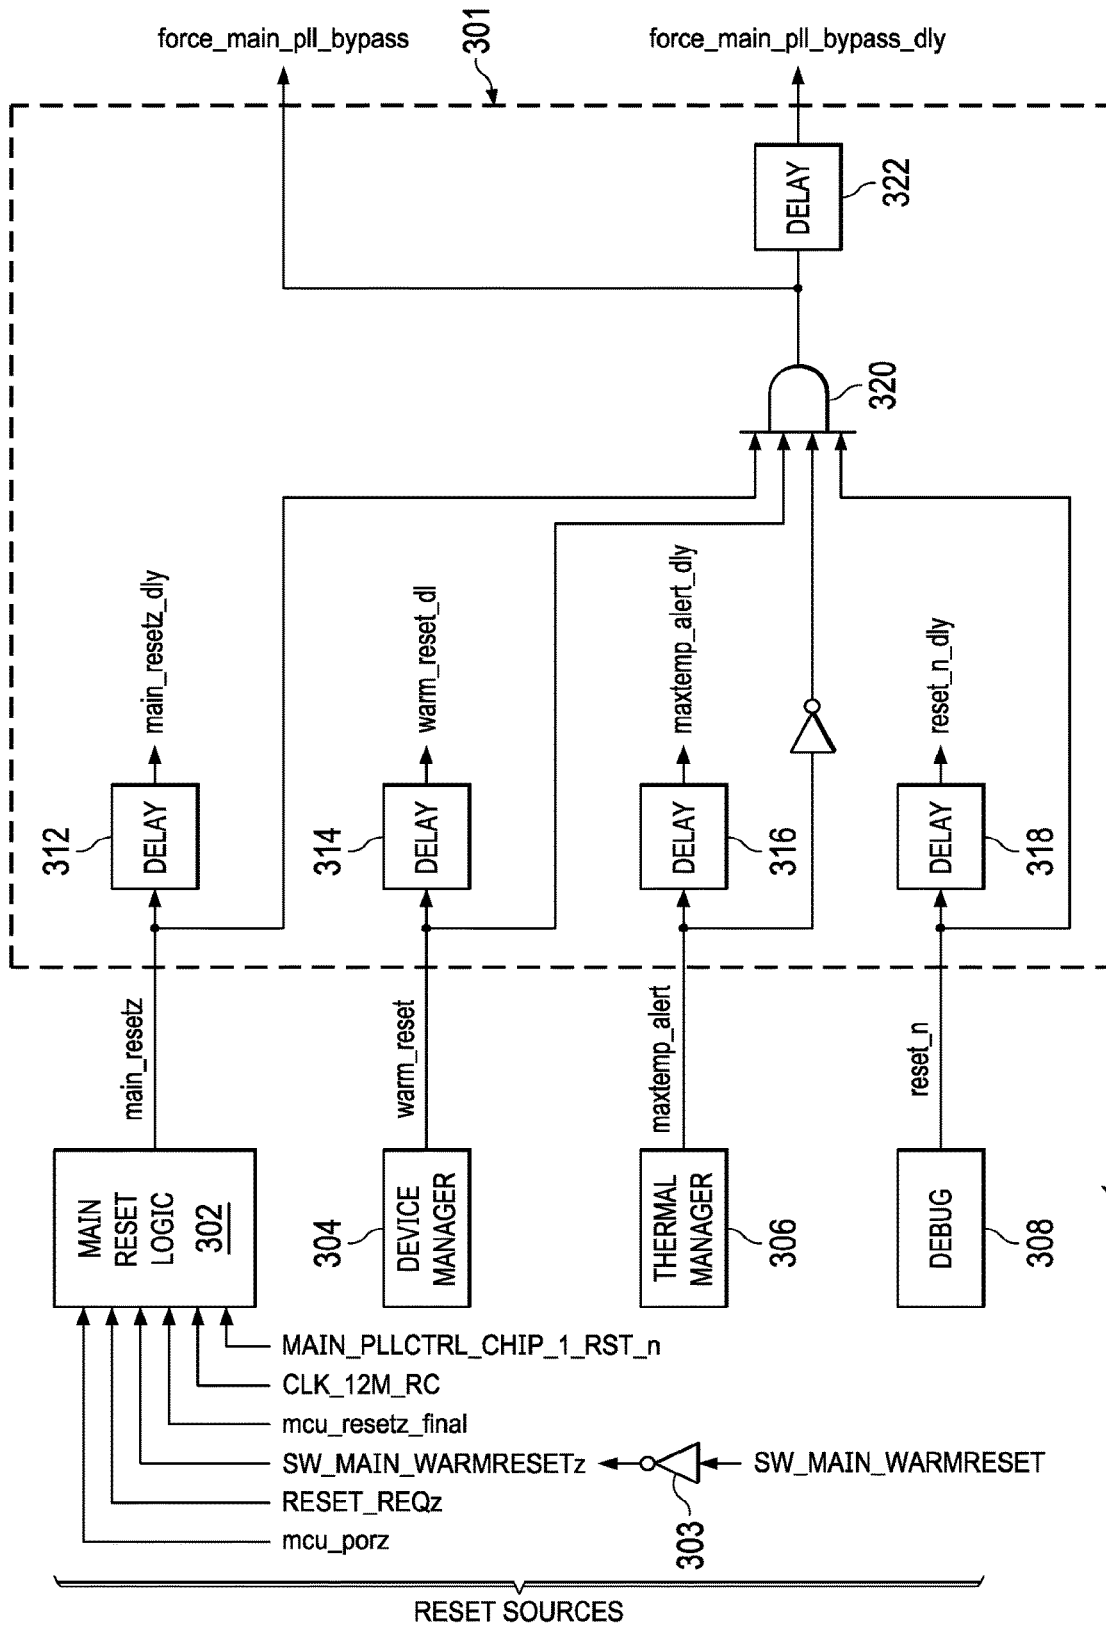 force_main_pll_bypass
301
force_main_pll_bypass_dly
DELAY
322
320
main_resetz_dly
warm_reset_dl
maxtemp_alert_dly
reset_n_dly
312
DELAY
314
DELAY
316
DELAY
318
DELAY
main_resetz
warm_reset
maxtemp_alert
reset_n
MAIN
RESET
LOGIC
302
304
DEVICE
MANAGER
THERMAL
MANAGER
306
DEBUG
308
MAIN_PLLCTRL_CHIP_1_RST_n
CLK_12M_RC
mcu_resetz_final
SW_MAIN_WARMRESETz
SW_MAIN_WARMRESET
303
RESET_REQz
mcu_porz
RESET SOURCES